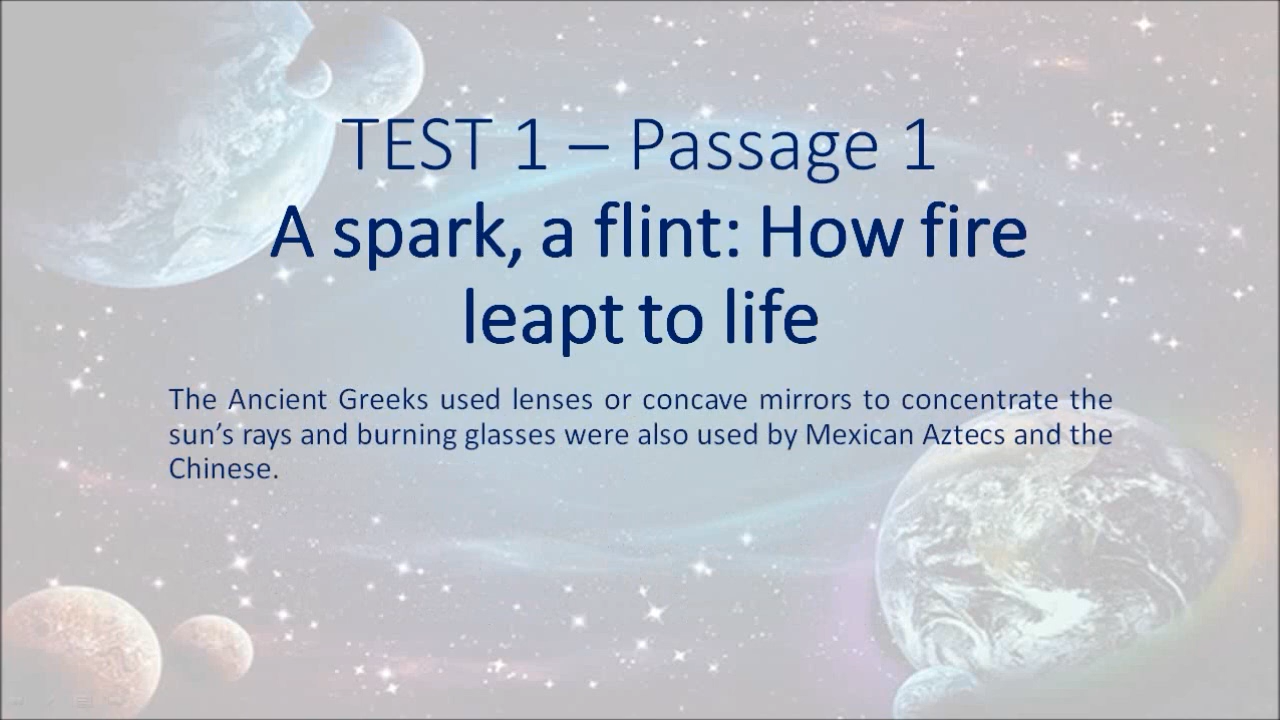 TEST 1 – Passage 1
A spark, a flint: How fire
leapt to life
The Ancient Greeks used lenses or concave mirrors to concentrate the
sun’s rays and burning glasses were also used by Mexican Aztecs and the
Chinese.